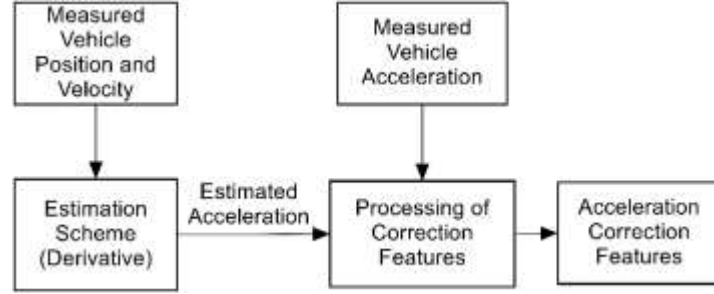 Measured
Vehicle
Position and
Velocity
Measured
Vehicle
Acceleration
Estimation
Scheme
(Derivative)
Estimated
Acceleration
Processing of
Correction
Features
Acceleration
Correction
Features